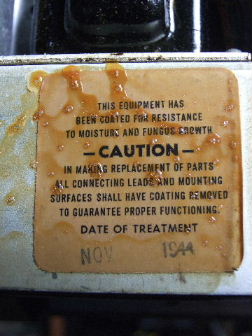 THIS EQUIPMENT HAS
BEEN COATED FOR RESISTANCE
TO MOISTURE AND FUNGUS GROWTH
—CAUTION—
IN MAKING REPLACEMENT OF PARTS
ALL CONNECTING LEADS AND MOUNTING
SURFACES SHALL HAVE COATING REMOVED
TO GUARANTEE PROPER FUNCTIONING.
DATE OF TREATMENT
NOV 1944